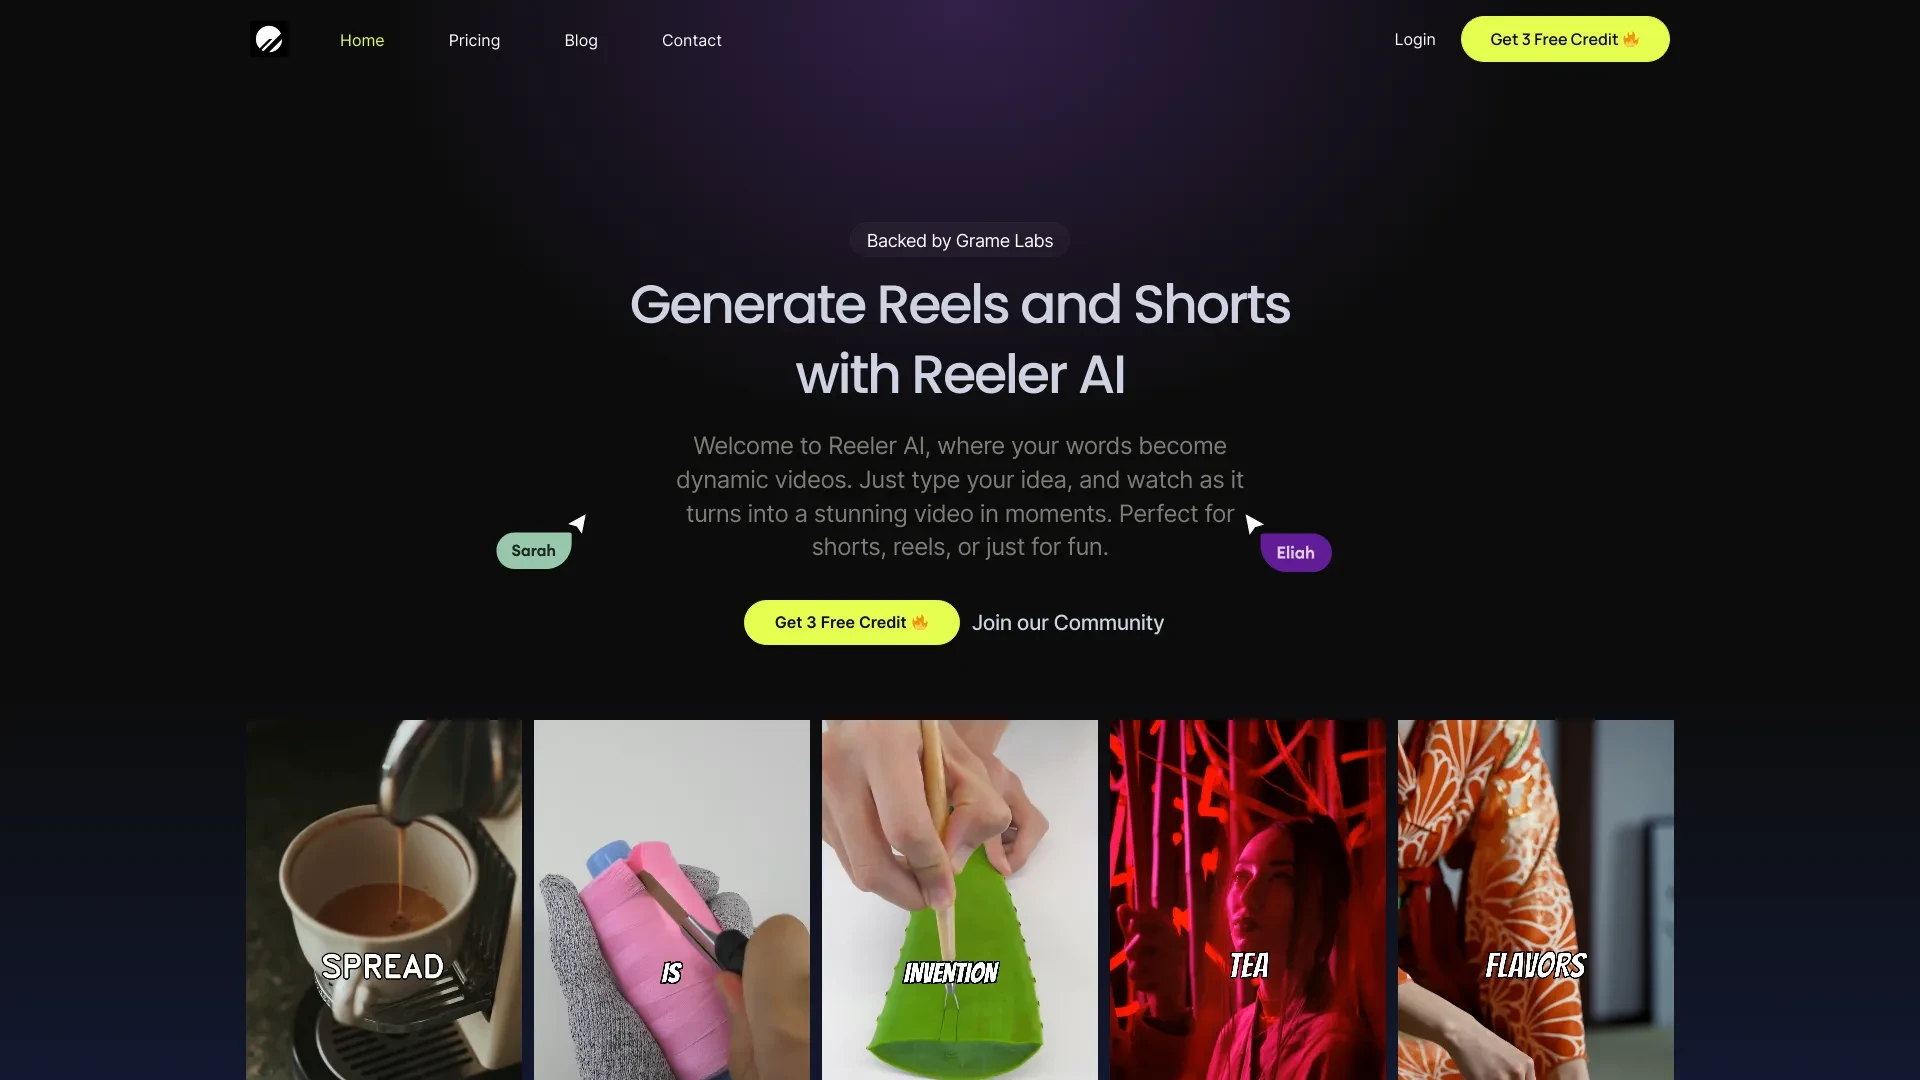 Home
Pricing
Blog
Contact
Login
Get 3 Free Credit 🔥
Backed by Grame Labs
Generate Reels and Shorts
with Reeler AI
Welcome to Reeler AI, where your words become
dynamic videos. Just type your idea, and watch as it
turns into a stunning video in moments. Perfect for
shorts, reels, or just for fun.
Sarah
Eliah
Get 3 Free Credit 🔥
Join our Community
SPREAD
IS
INVENTION
TEA
FLAVORS